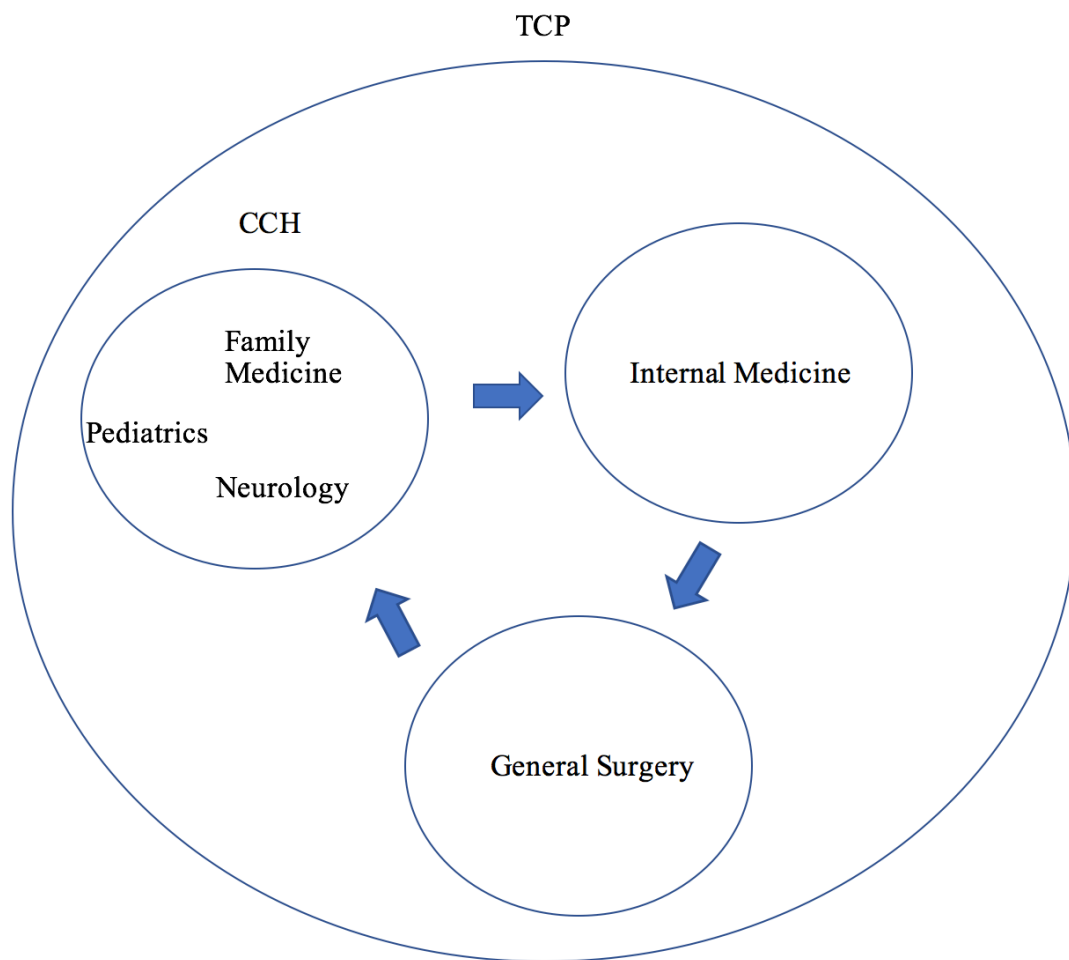 TCP
CCH
Family
Medicine
Pediatrics
Neurology
Internal Medicine
General Surgery